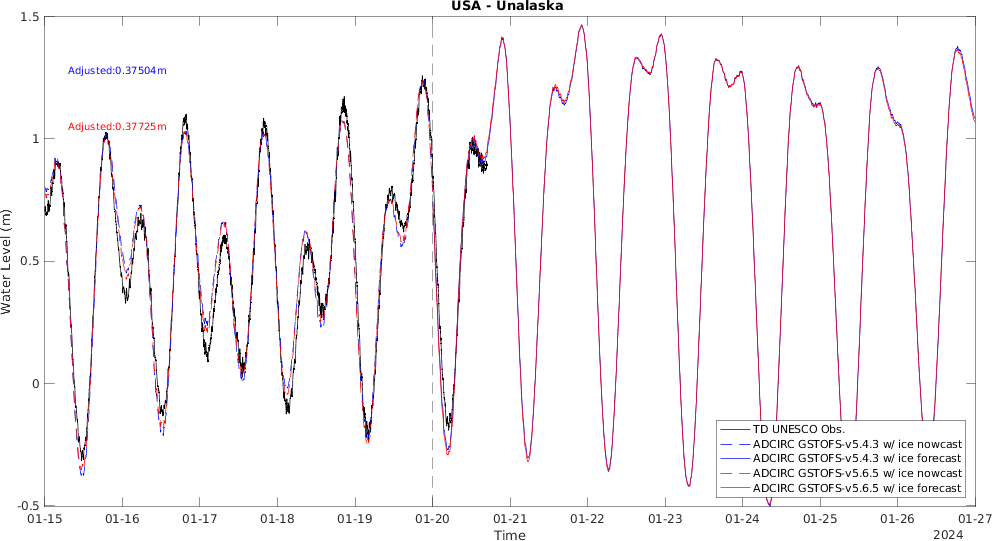 USA - Unalaska
1.5
1
0.5
0
-0.5
Water Level (m)
Adjusted:0.37504m
Adjusted:0.37725m
TD UNESCO Obs.
ADCIRC GSTOFS-v5.4.3 w/ ice nowcast
ADCIRC GSTOFS-v5.4.3 w/ ice forecast
ADCIRC GSTOFS-v5.6.5 w/ ice nowcast
ADCIRC GSTOFS-v5.6.5 w/ ice forecast
01-15 01-16 01-17 01-18 01-19 01-20 01-21 01-22 01-23 01-24 01-25 01-26 01-27
Time
2024